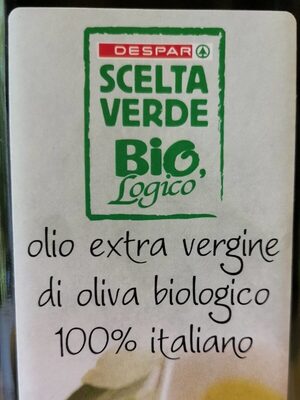 DESPAR
SCELTA
VERDE
BiO,
Logico
olio extra vergine
di oliva biologico
100% italiano